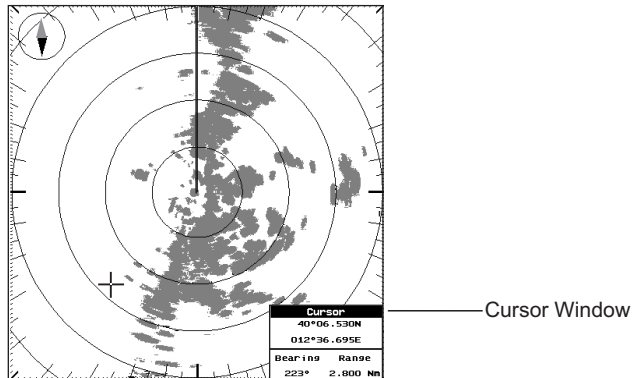 Cursor
40°06.530N
012°36.695E
Bearing Range
223° 2.800 Nm
Cursor Window